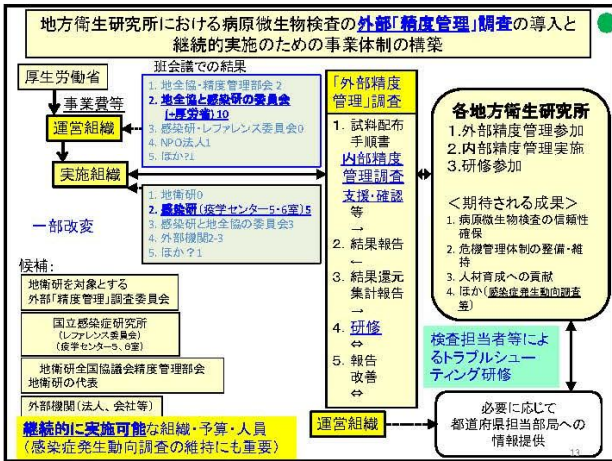 地方衛生研究所における病原微生物検査の外部「精度管理」調査の導入と
継続的実施のための事業体制の構築
厚生労働省
事業費等
運営組織
実施組織
一部改変
班会議での結果
1. 地全協・精度管理部会 2
2. 地全協と感染研の委員会
(+厚労省) 10
3. 感染研・レファレンス委員会0
4. NPO法人1
5. ほか?1
1. 地衛研0
2. 感染研(疫学センター5・6室) 5
3. 感染研と地全協の委員会3
4. 外部機関2-3
5. ほか?1
候補:
地衛研を対象とする
外部「精度管理」調査委員会
国立感染症研究所
(レファレンス委員会)
(疫学センター5、6室)
地衛研全国協議会精度管理部会
地衛研の代表
外部機関(法人、会社等)
継続的に実施可能な組織・予算・人員
(感染症発生動向調査の維持にも重要)
「外部精度
管理」調査
1. 試料配布
手順書
内部精度
管理調査
支援・確認
等
→
2. 結果報告
←
3. 結果還元
集計報告
→
4. 研修
⇔
5. 報告
改善
⇔
運営組織
各地方衛生研究所
1.外部精度管理参加
2.内部精度管理実施
3.研修参加
<期待される成果>
1. 病原微生物検査の信頼性
確保
2. 危機管理体制の整備・維
持
3. 人材育成への貢献
4. ほか(感染症発生動向調査
等)
検査担当者等によ
るトラブルシュー
ティング研修
必要に応じて
都道府県担当部局への
情報提供
13